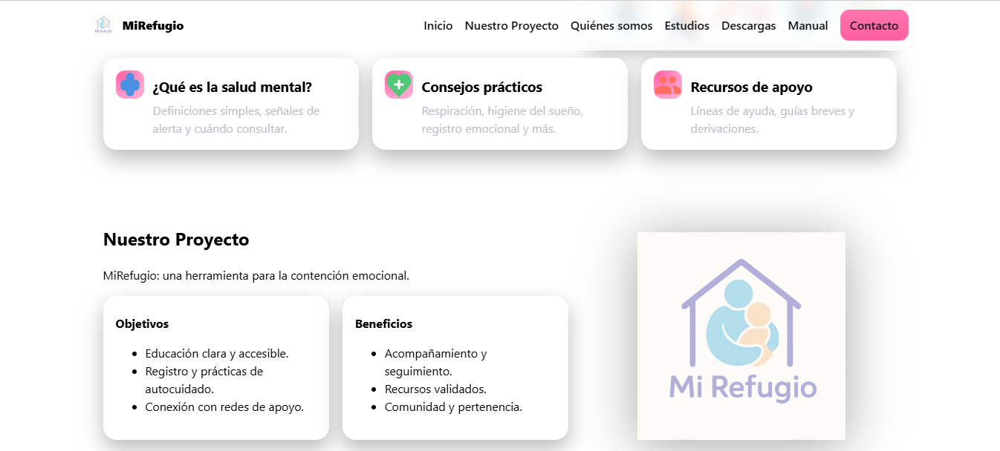 MiRefugio
Inicio Nuestro Proyecto Quiénes somos Estudios Descargas Manual Contacto
¿Qué es la salud mental?
Definiciones simples, señales de
alerta y cuándo consultar.
Consejos prácticos
Respiración, higiene del sueño,
registro emocional y más.
Recursos de apoyo
Líneas de ayuda, guías breves y
derivaciones.
Nuestro Proyecto
MiRefugio: una herramienta para la contención emocional.
Objetivos
• Educación clara y accesible.
• Registro y prácticas de
autocuidado.
• Conexión con redes de apoyo.
Beneficios
• Acompañamiento y
seguimiento.
• Recursos validados.
• Comunidad y pertenencia.
Mi Refugio